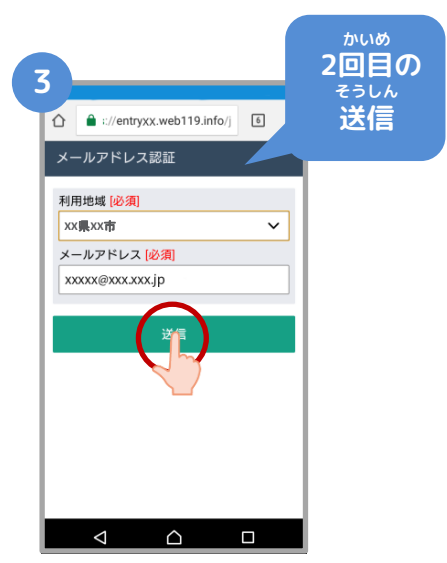 かいめ
2回目の
そうしん
送信
3
://entryxx.web119.info/j
6
メールアドレス認証
利用地域 [必須]
xx県xx市
メールアドレス [必須]
xxxxx@xxx.xxx.jp
送信